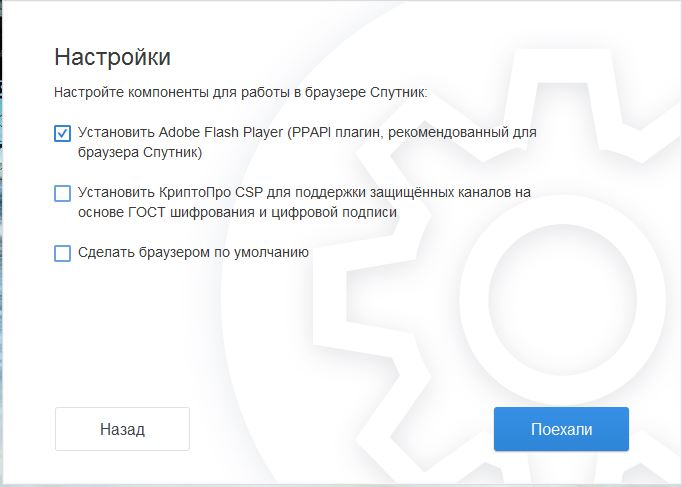 Настройки
Настройте компоненты для работы в браузере Спутник:
Установить Adobe Flash Player (PPAPI плагин, рекомендованный для
браузера Спутник)
Установить КриптоПро CSP для поддержки защищённых каналов на
основе ГОСТ шифрования и цифровой подписи
Сделать браузером по умолчанию
Назад
Поехали